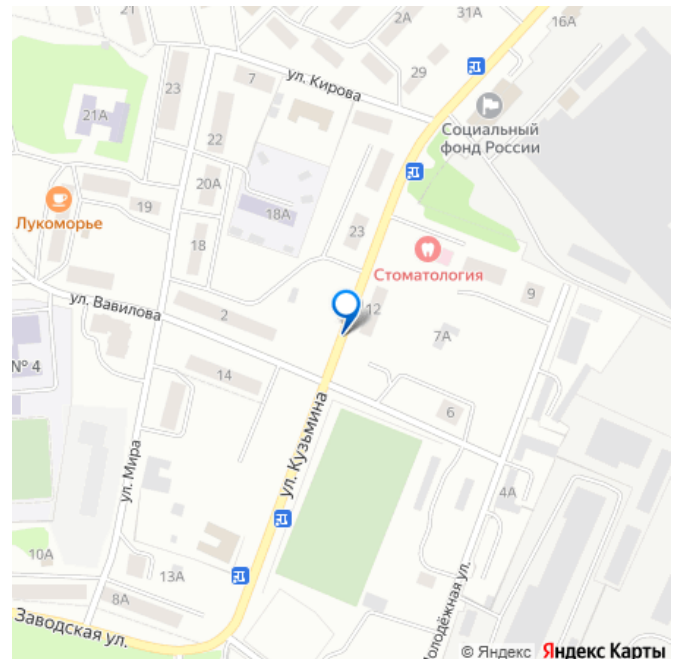 2А
31А
16А
7
ул. Кирова
29
23
21А
Социальный
фонд России
22
20А
18А
19
Лукоморье
23
18
Стоматология
9
ул. Вавилова
2
12
7А
№ 4
14
6
ул. Кузьмина
ул. Мира
4А
10А
13А
8А
Заводская ул.
Молодёжная ул.
© Яндекс Яндекс Карты